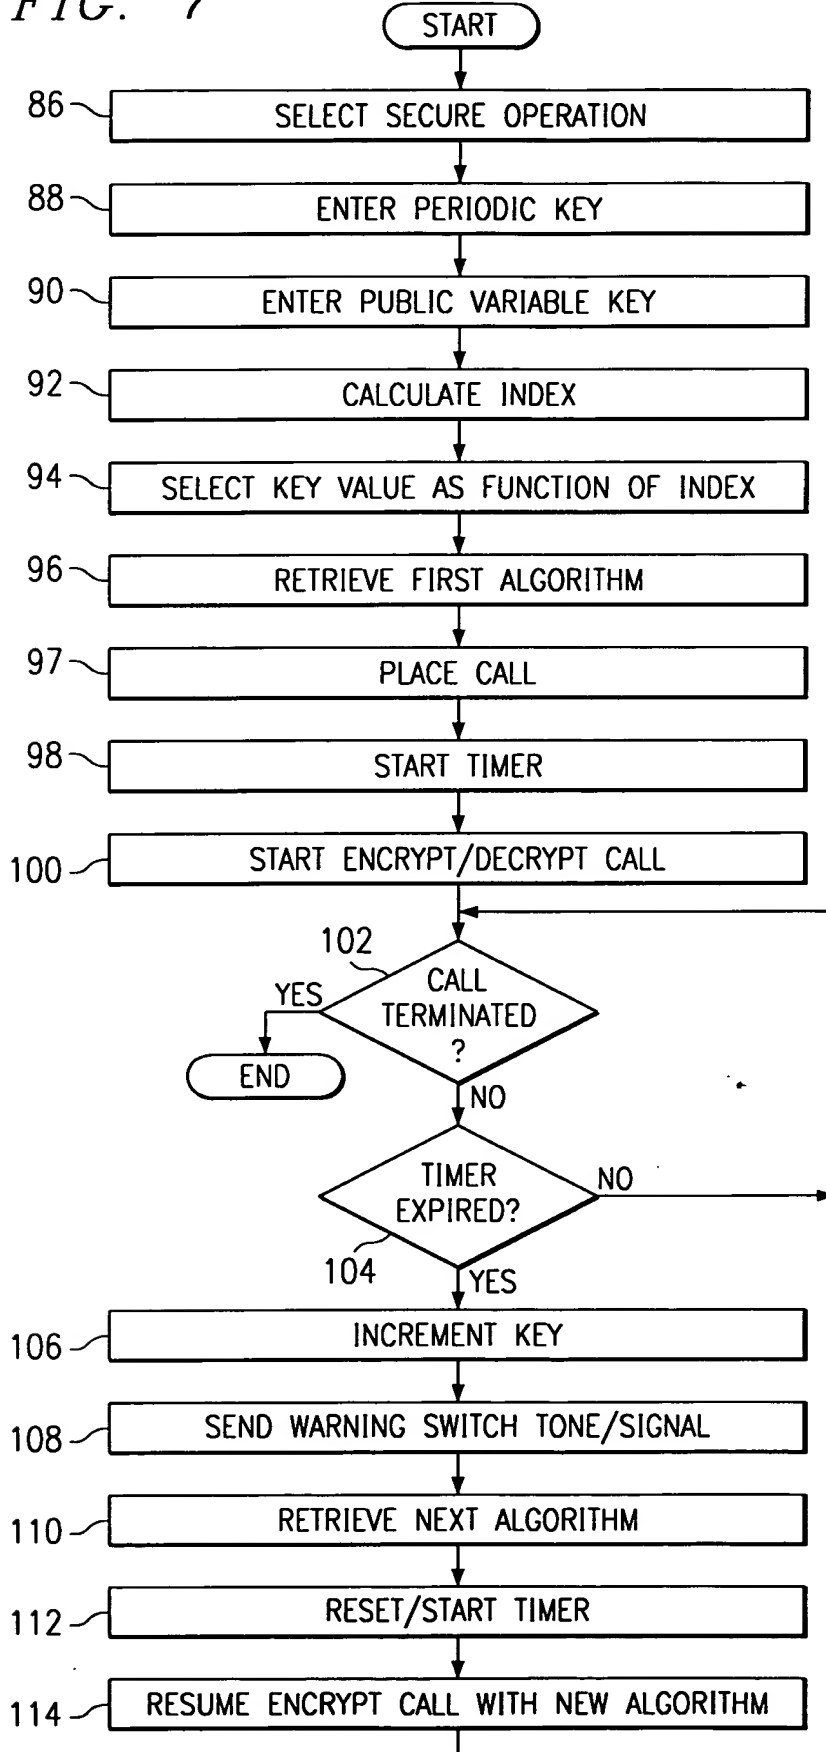 FIG. 7
START
86
SELECT SECURE OPERATION
88
ENTER PERIODIC KEY
90
ENTER PUBLIC VARIABLE KEY
92
CALCULATE INDEX
94
SELECT KEY VALUE AS FUNCTION OF INDEX
96
RETRIEVE FIRST ALGORITHM
97
PLACE CALL
98
START TIMER
100
START ENCRYPT/DECRYPT CALL
102
CALL
TERMINATED
?
YES
END
NO
TIMER
EXPIRED?
NO
104
YES
106
INCREMENT KEY
108
SEND WARNING SWITCH TONE/SIGNAL
110
RETRIEVE NEXT ALGORITHM
112
RESET/START TIMER
114
RESUME ENCRYPT CALL WITH NEW ALGORITHM